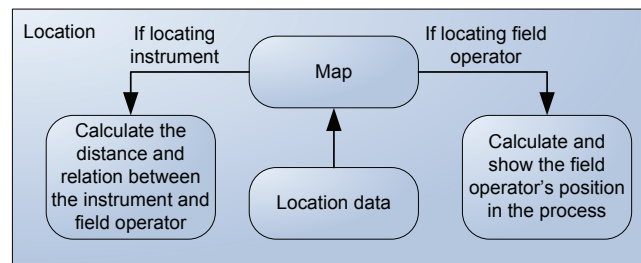 Location
If locating
instrument
Map
If locating field
operator
Calculate the
distance and
relation between
the instrument and
field operator
Location data
Calculate and
show the field
operator's position
in the process